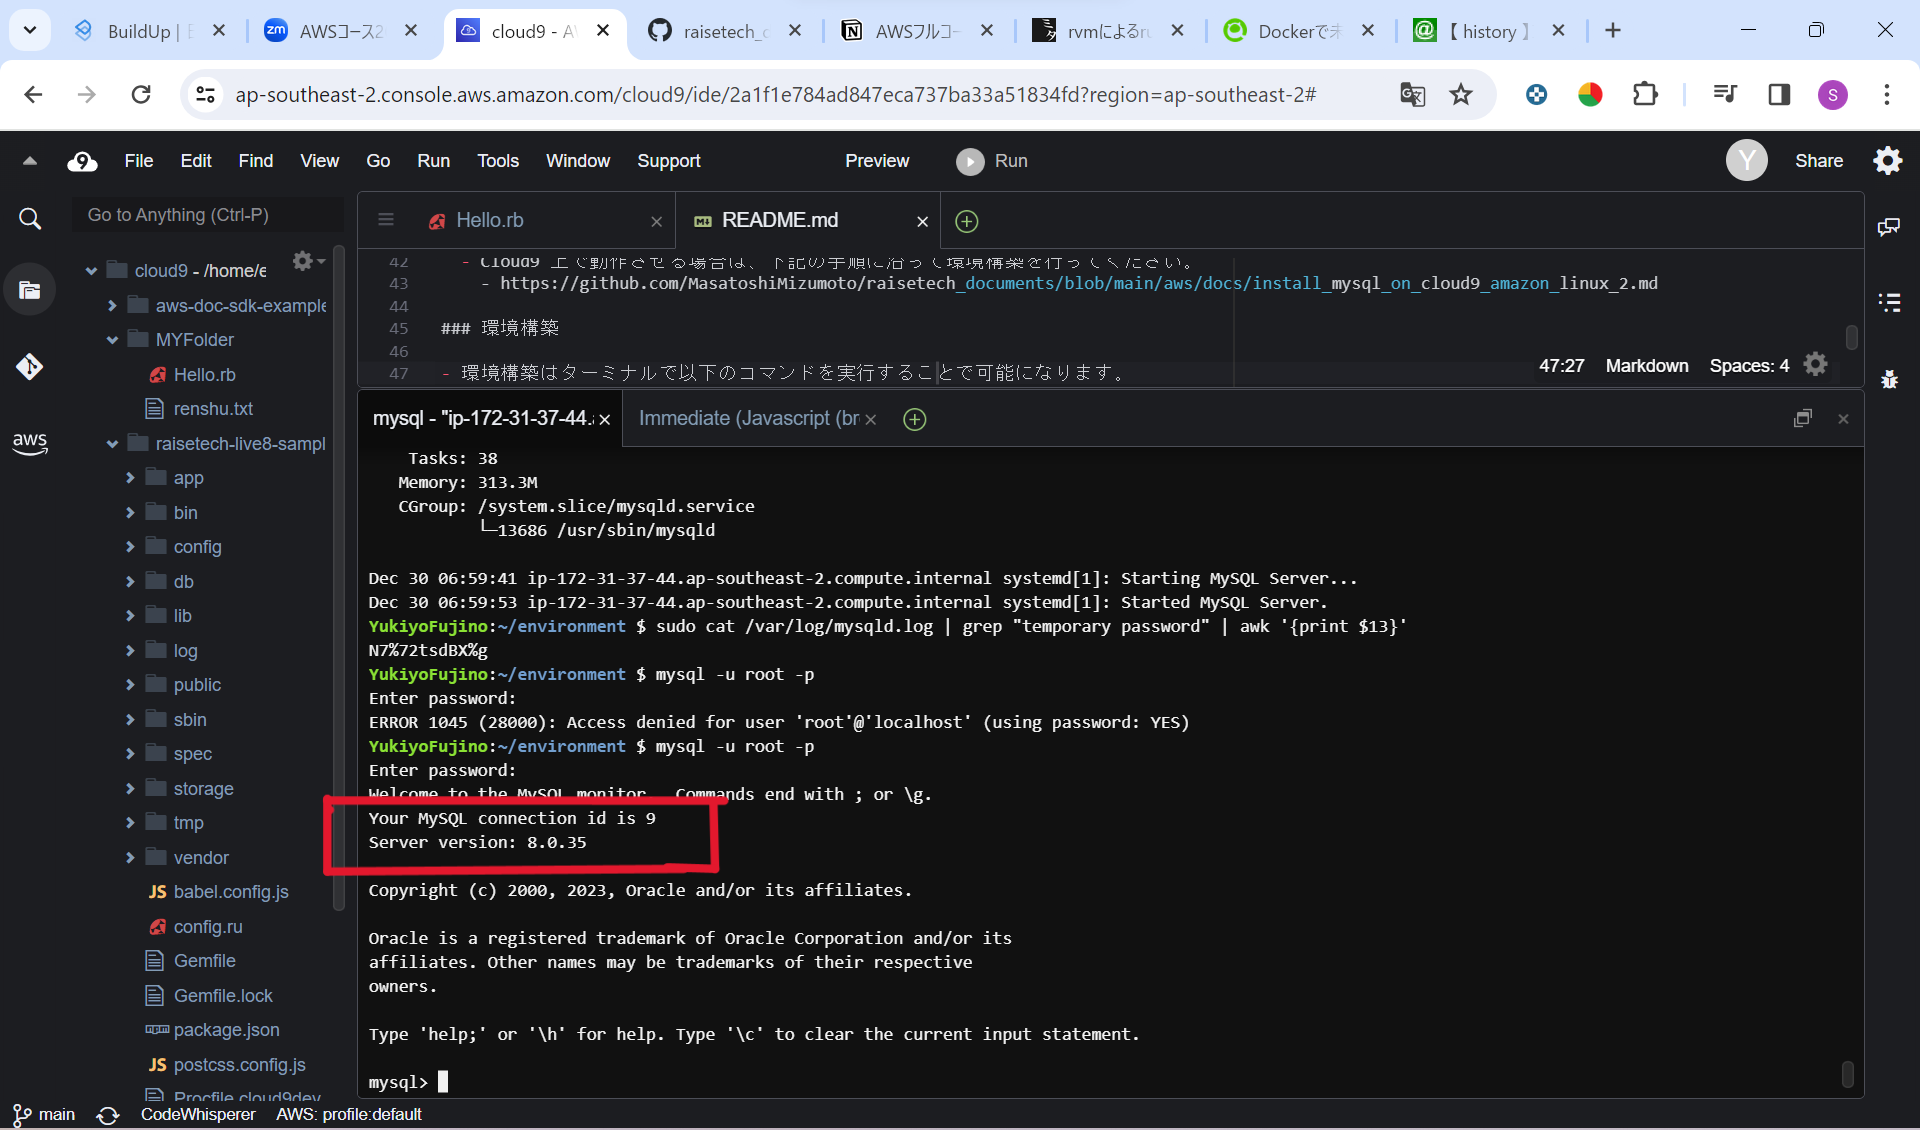 BuildUp |
AWSコース2
cloud9 - A
raisetech_
AWSフルコー
rvmによるru
Dockerで
【 history 】
ap-southeast-2.console.aws.amazon.com/cloud9/ide/2a1f1e784ad847eca737ba33a51834fd?region=ap-southeast-2#
S
9 File Edit Find View Go Run Tools Window Support Preview Run Y Share
Go to Anything (Ctrl-P)
Hello.rb
README.md
cloud9 - /home/e
aws-doc-sdk-example
MYFolder
Hello.rb
renshu.txt
aws
raisetech-live8-sampl
app
bin
config
db
lib
log
public
sbin
spec
storage
tmp
vendor
JS babel.config.js
config.ru
Gemfile
Gemfile.lock
package.json
JS postcss.config.js
Procfile.cloud9dev
42 - Cloud9 上で動作させる場合は、下記の手順に沿って環境構築を行ってください。
43 - https://github.com/MasatoshiMizumoto/raisetech_documents/blob/main/aws/docs/install_mysql_on_cloud9_amazon_linux_2.md
44
45 ### 環境構築
46
47 - 環境構築はターミナルで以下のコマンドを実行することで可能になります。
47:27 Markdown Spaces: 4
mysql - "ip-172-31-37-44.
Immediate (Javascript (br
Tasks: 38
Memory: 313.3M
CGroup: /system.slice/mysqld.service
└─13686 /usr/sbin/mysqld
Dec 30 06:59:41 ip-172-31-37-44.ap-southeast-2.compute.internal systemd[1]: Starting MySQL Server...
Dec 30 06:59:53 ip-172-31-37-44.ap-southeast-2.compute.internal systemd[1]: Started MySQL Server.
YukiyoFujino:~/environment $ sudo cat /var/log/mysqld.log | grep "temporary password" | awk '{print $13}'
N7%72tsdBX%g
YukiyoFujino:~/environment $ mysql -u root -p
Enter password:
ERROR 1045 (28000): Access denied for user 'root'@'localhost' (using password: YES)
YukiyoFujino:~/environment $ mysql -u root -p
Enter password:
Welcome to the MySQL monitor. Commands end with ; or \g.
Your MySQL connection id is 9
Server version: 8.0.35
Copyright (c) 2000, 2023, Oracle and/or its affiliates.
Oracle is a registered trademark of Oracle Corporation and/or its
affiliates. Other names may be trademarks of their respective
owners.
Type 'help;' or '\h' for help. Type '\c' to clear the current input statement.
mysql>
main CodeWhisperer AWS: profile:default